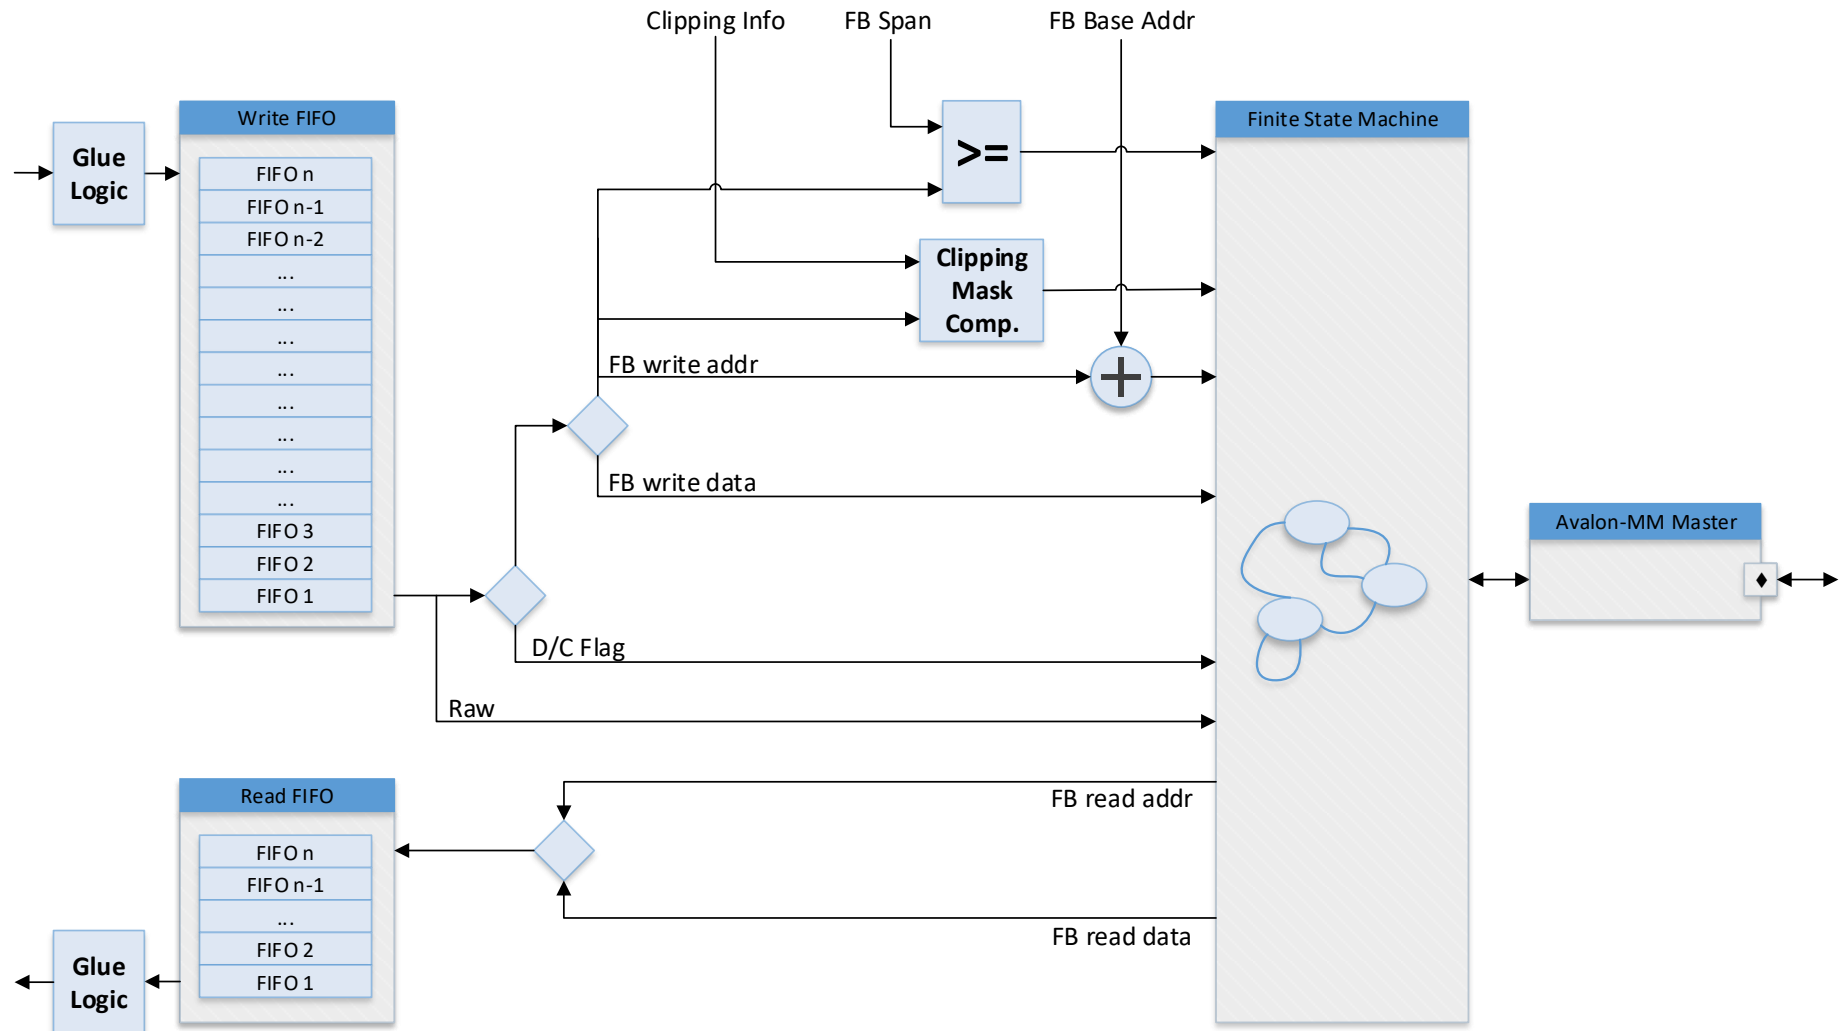 Clipping Info
FB Span
FB Base Addr
Write FIFO
Finite State Machine
Glue
Logic
>=
FIFO n
FIFO n-1
FIFO n-2
...
...
...
...
...
...
...
...
FIFO 3
FIFO 2
FIFO 1
Clipping
Mask
Comp.
FB write addr
FB write data
Avalon-MM Master
D/C Flag
Raw
Read FIFO
FB read addr
FIFO n
FIFO n-1
...
FIFO 2
FIFO 1
FB read data
Glue
Logic